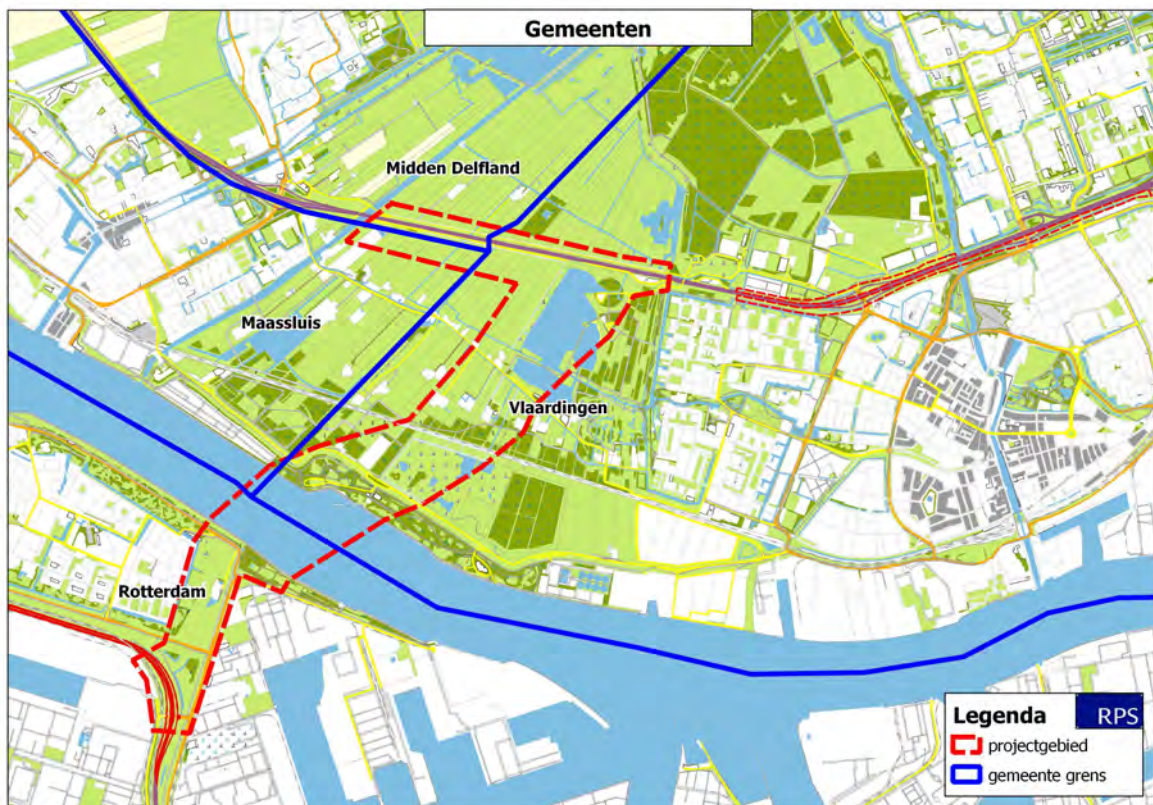 Gemeenten
Midden Delfland
Maassluis
Vlaardingen
Rotterdam
Legenda
RPS
projectgebied
gemeente grens